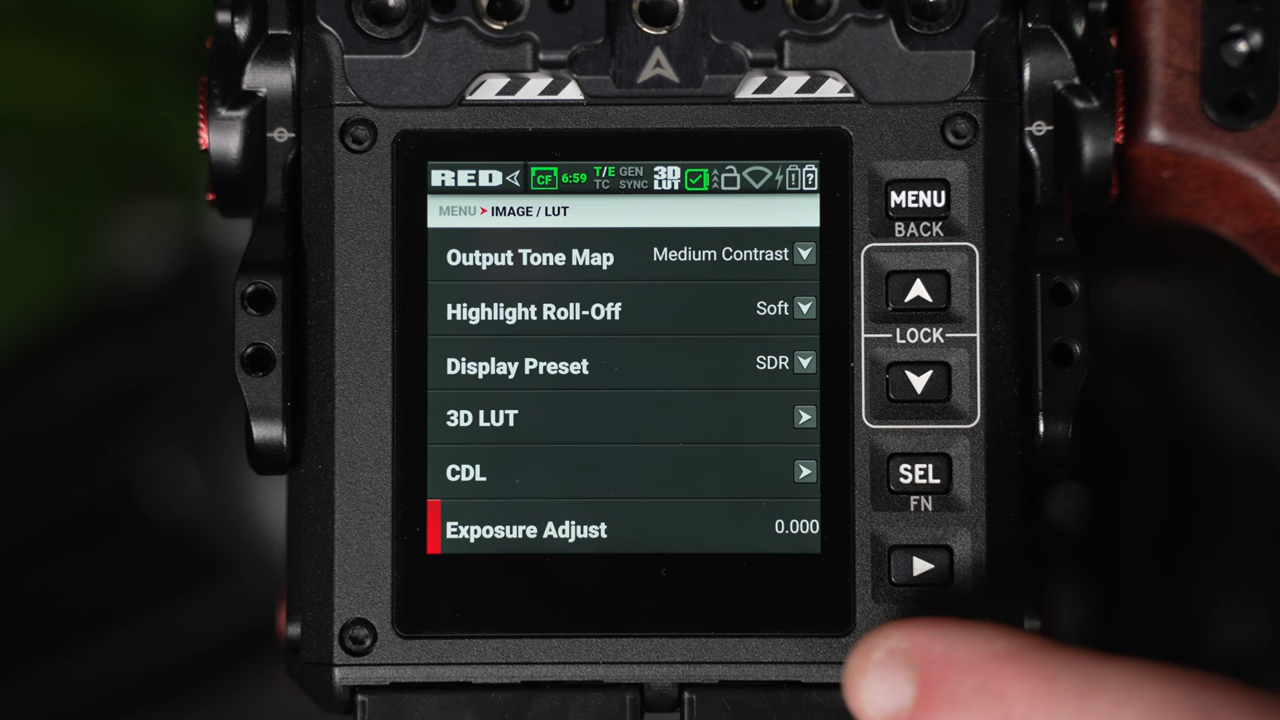 RED CF 6:59 T/E TC GEN SYNC 3D LUT
MENU IMAGE / LUT
Output Tone Map Medium Contrast
Highlight Roll-Off Soft
Display Preset SDR
3D LUT
CDL
Exposure Adjust 0.000
MENU
BACK
LOCK
SEL
FN